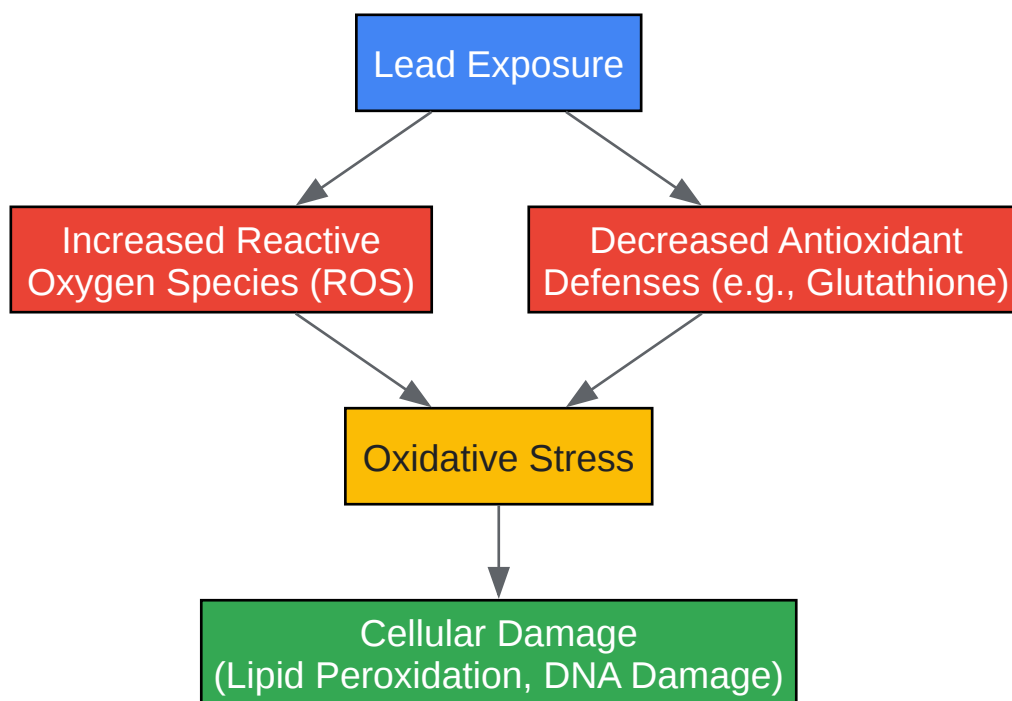 Lead Exposure
Increased Reactive
Oxygen Species (ROS)
Decreased Antioxidant
Defenses (e.g., Glutathione)
Oxidative Stress
Cellular Damage
(Lipid Peroxidation, DNA Damage)